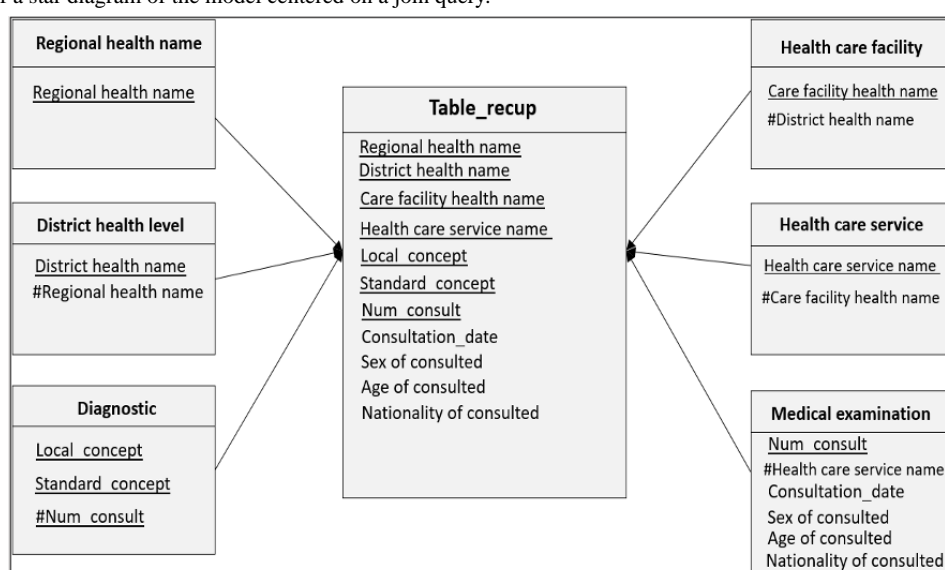 a star diagram of the model centered on a join query.
Regional health name
Regional health name
District health level
District health name
#Regional health name
Diagnostic
Local_concept
Standard_concept
#Num_consult
Table_recup
Regional health name
District health name
Care facility health name
Health care service name
Local_concept
Standard_concept
Num_consult
Consultation_date
Sex of consulted
Age of consulted
Nationality of consulted
Health care facility
Care facility health name
#District health name
Health care service
Health care service name
#Care facility health name
Medical examination
Num_consult
#Health care service name
Consultation_date
Sex of consulted
Age of consulted
Nationality of consulted